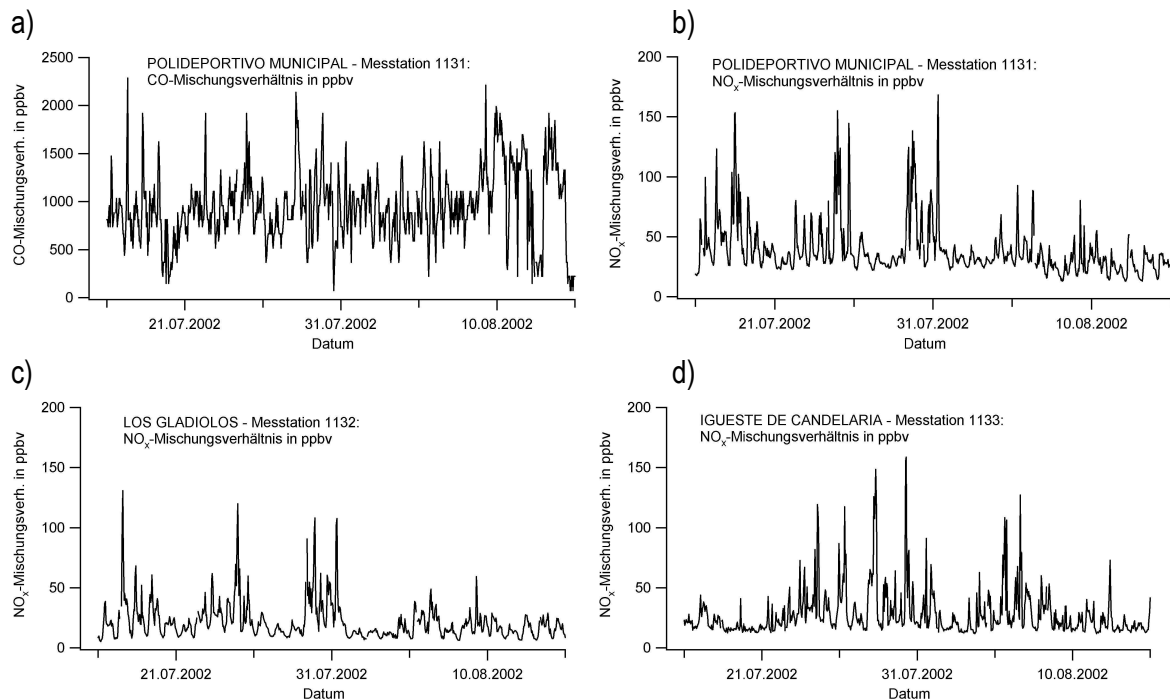 a)
POLIDEPORTIVO MUNICIPAL - Messtation 1131:
CO-Mischungsverhältnis in ppbv
CO-Mischungsverh. in ppbv
2500
2000
1500
1000
500
0
21.07.2002
31.07.2002
10.08.2002
Datum
b)
POLIDEPORTIVO MUNICIPAL - Messtation 1131:
NOx-Mischungsverhältnis in ppbv
NOx-Mischungsverh. in ppbv
200
150
100
50
0
21.07.2002
31.07.2002
10.08.2002
Datum
c)
LOS GLADIOLOS - Messtation 1132:
NOx-Mischungsverhältnis in ppbv
NOx-Mischungsverh. in ppbv
200
150
100
50
0
21.07.2002
31.07.2002
10.08.2002
Datum
d)
IGUESTE DE CANDELARIA - Messtation 1133:
NOx-Mischungsverhältnis in ppbv
NOx-Mischungsverh. in ppbv
200
150
100
50
0
21.07.2002
31.07.2002
10.08.2002
Datum